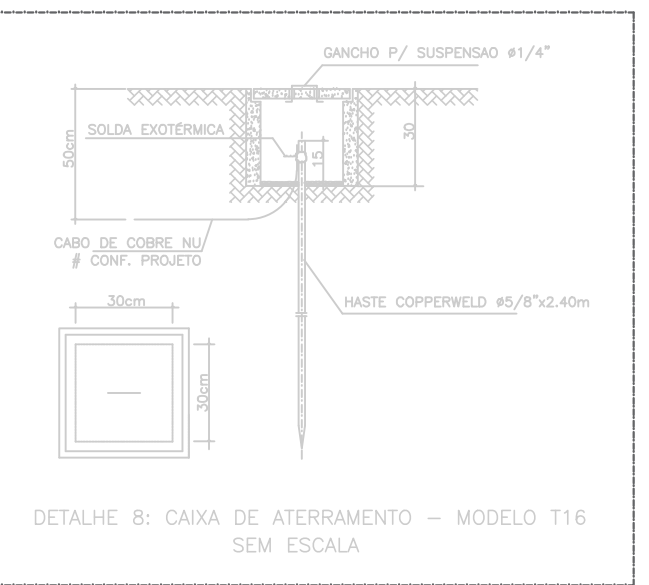 GANCHO P/ SUSPENSAO ø1/4"
SOLDA EXOTÉRMICA
50cm
15
30
CABO DE COBRE NU
# CONF. PROJETO
HASTE COPPERWELD ø5/8"x2.40m
30cm
30cm
DETALHE 8: CAIXA DE ATERRAMENTO – MODELO T16
SEM ESCALA